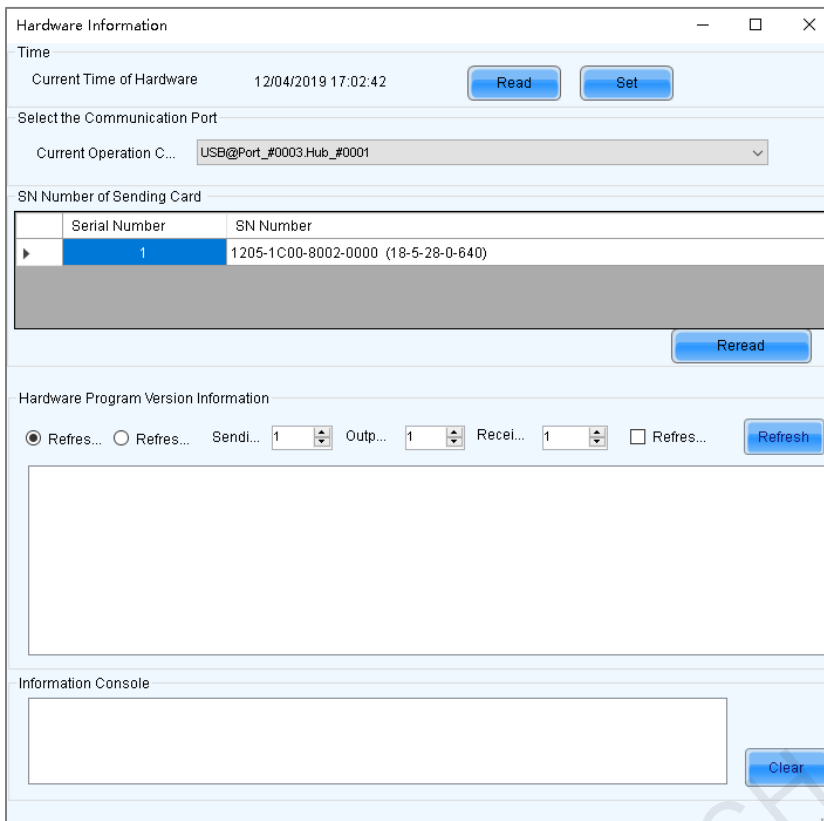 Hardware Information
Time
Current Time of Hardware 12/04/2019 17:02:42 Read Set
Select the Communication Port
Current Operation C... USB@Port_#0003.Hub_#0001
SN Number of Sending Card
Serial Number SN Number
1 1205-1C00-8002-0000 (18-5-28-0-640)
Reread
Hardware Program Version Information
Refres... Refres... Sendi... 1 Outp... 1 Recei... 1 Refres... Refresh
Information Console
Clear